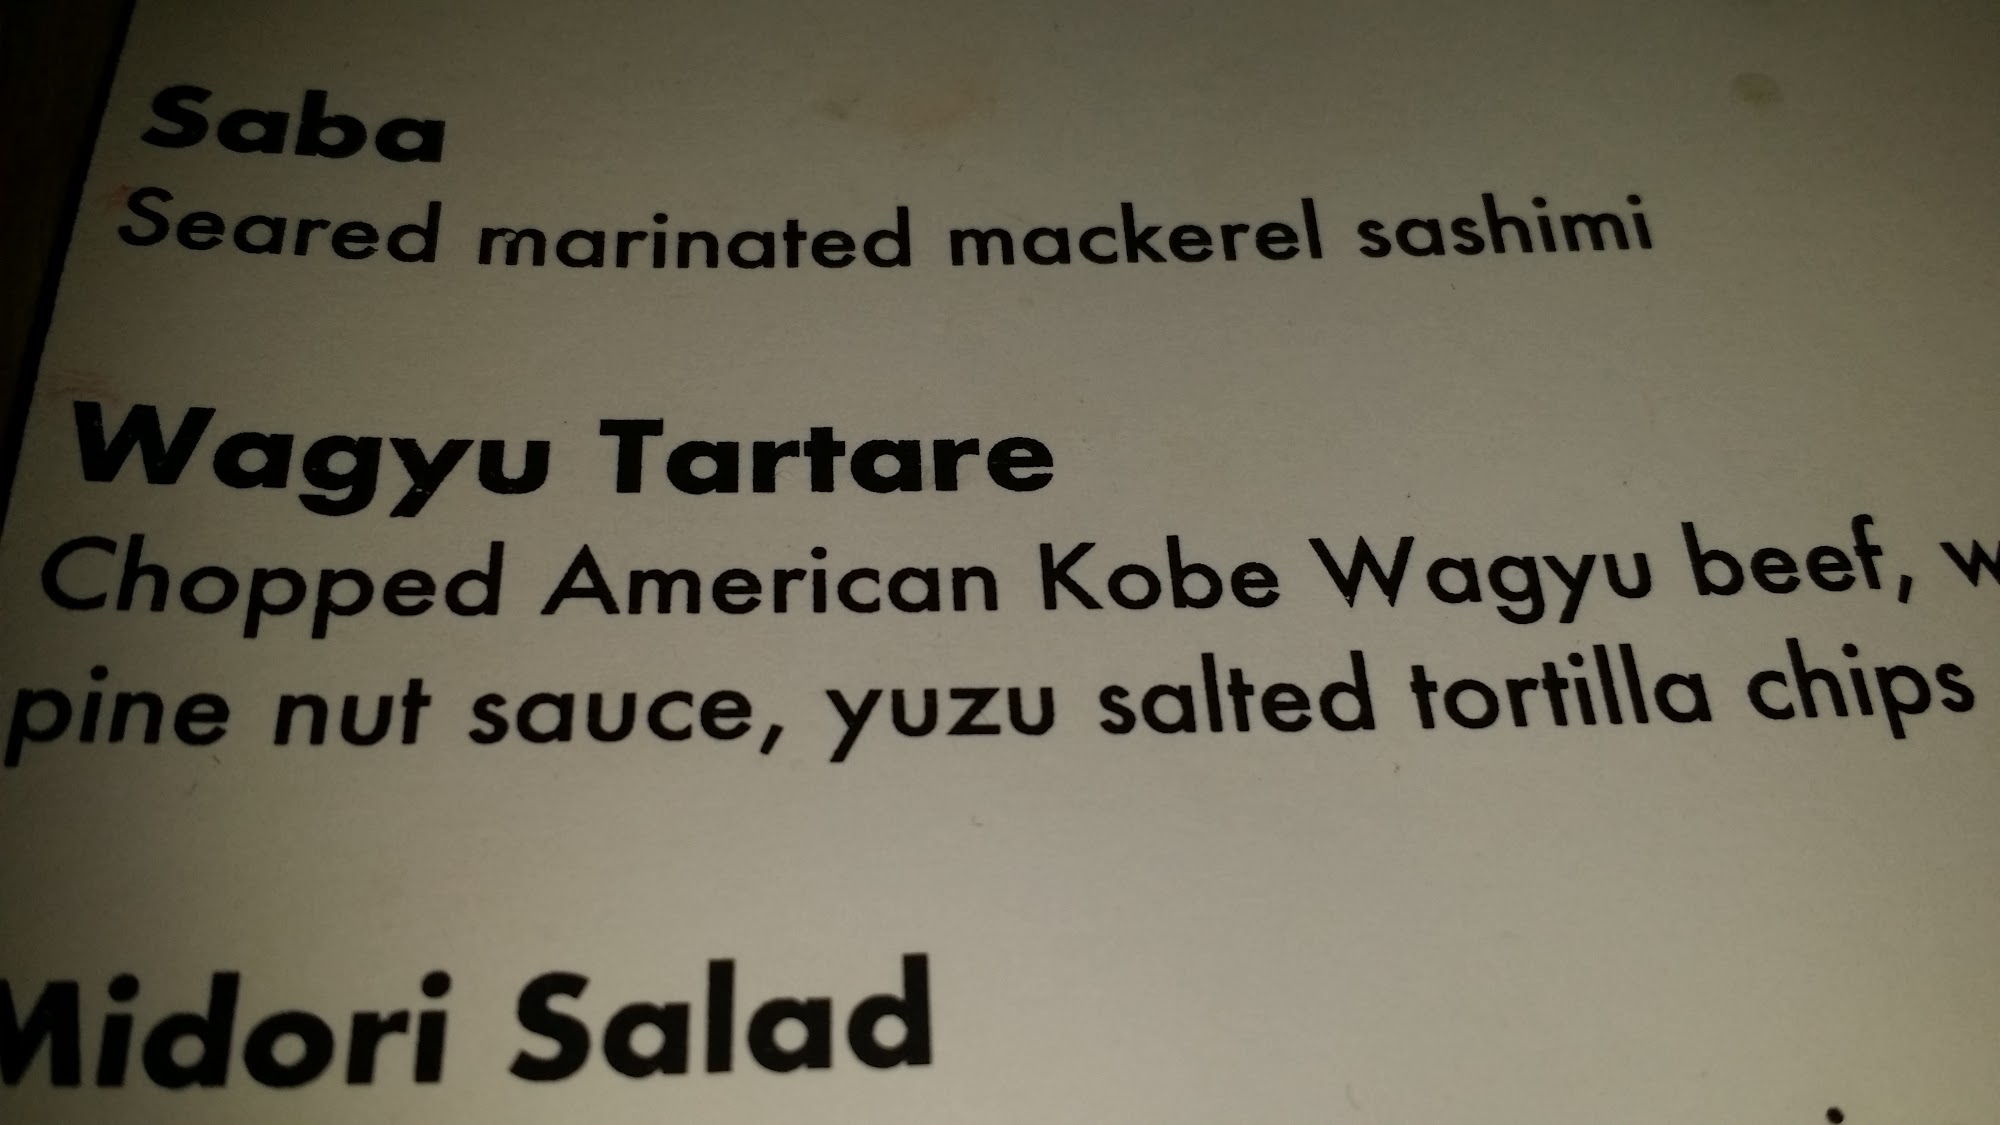 Saba
Seared marinated mackerel sashimi
Wagyu Tartare
Chopped American Kobe Wagyu beef,
pine nut sauce, yuzu salted tortilla chips
Midori Salad